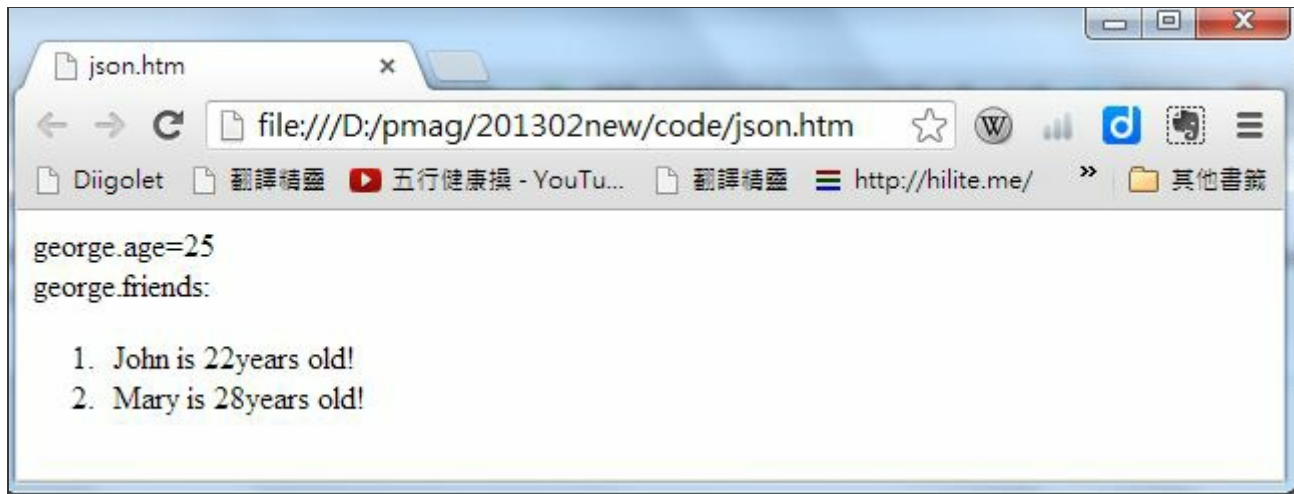 json.htm
file:///D:/pmag/201302new/code/json.htm
Diigolet 翻譯精靈 五行健康操 - YouTu... 翻譯精靈 http://hilite.me/ » 其他書籤
george.age=25
george.friends:
1. John is 22years old!
2. Mary is 28years old!